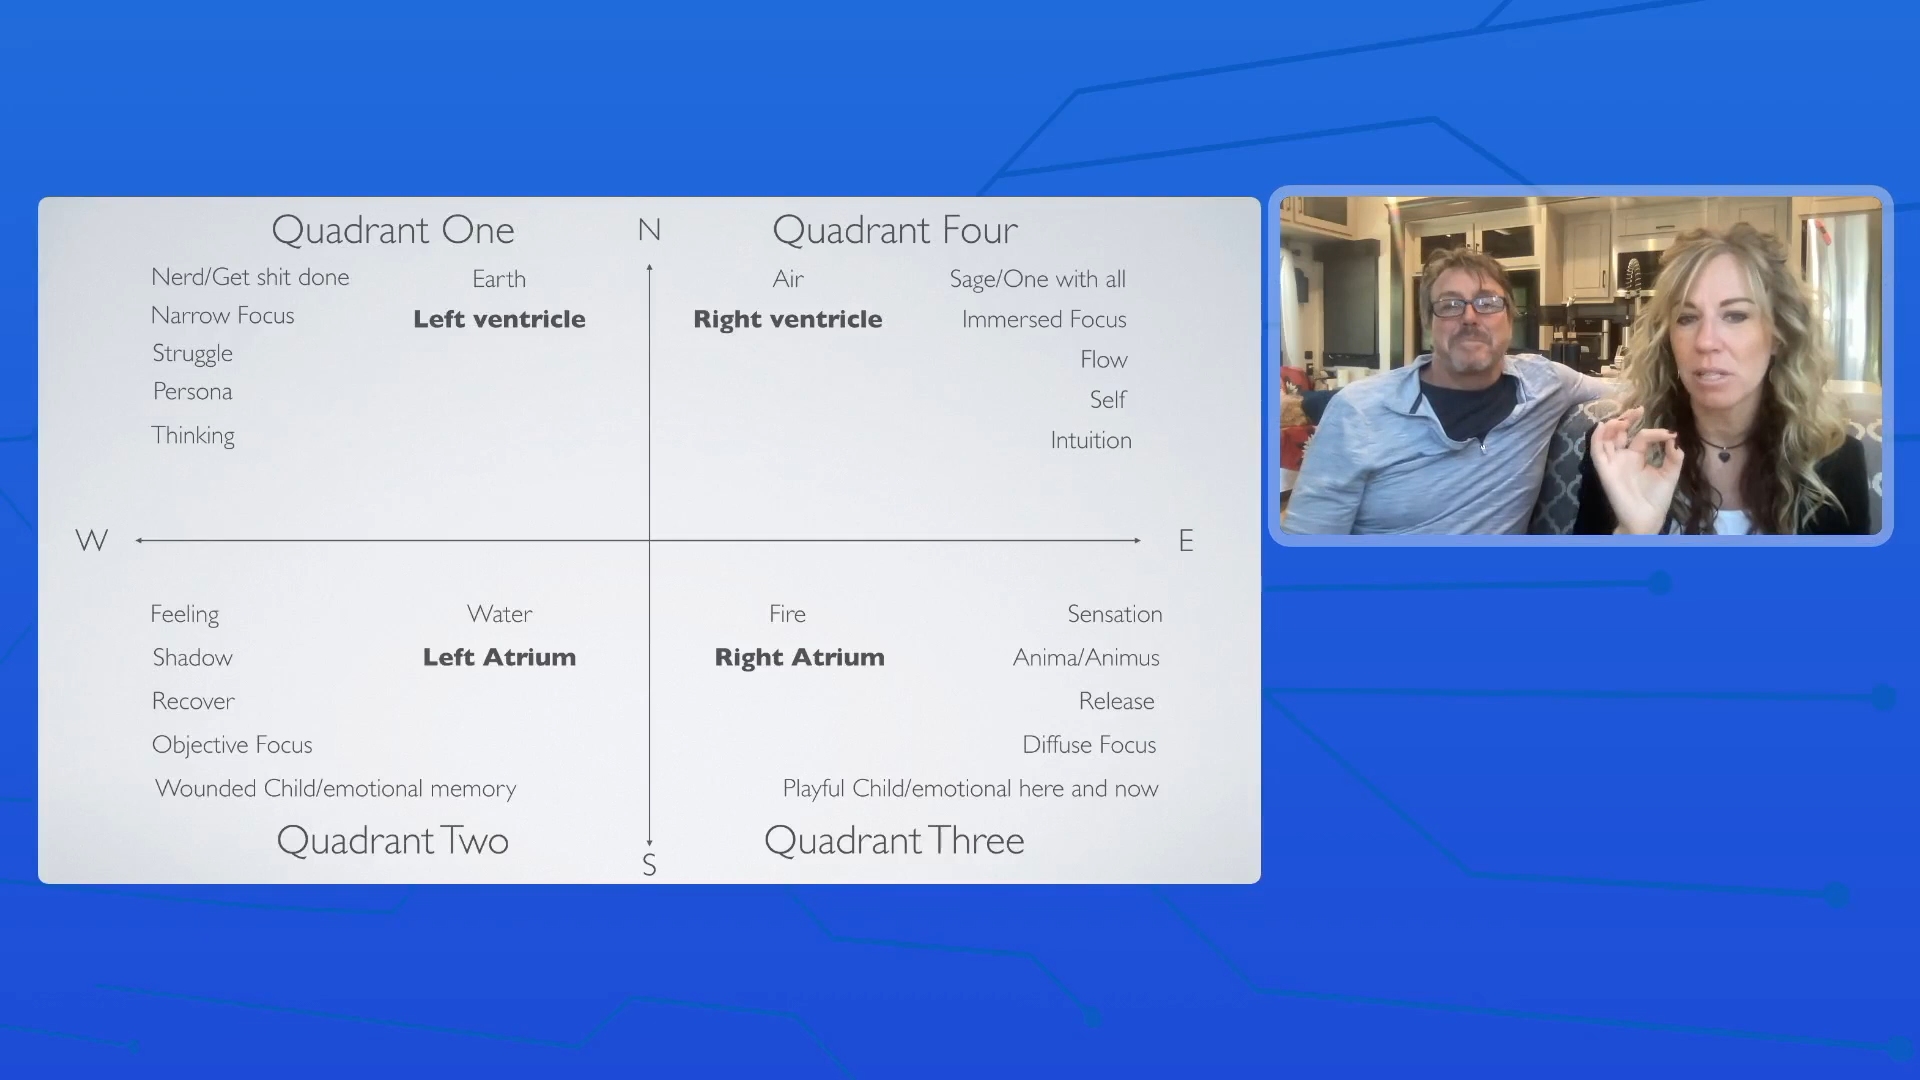 Quadrant One
N
Quadrant Four
Nerd/Get shit done
Earth
Air
Sage/One with all
Narrow Focus
Left ventricle
Right ventricle
Immersed Focus
Struggle
Flow
Persona
Self
Thinking
Intuition
W
E
Feeling
Water
Fire
Sensation
Shadow
Left Atrium
Right Atrium
Anima/Animus
Recover
Release
Objective Focus
Diffuse Focus
Wounded Child/emotional memory
Playful Child/emotional here and now
Quadrant Two
Quadrant Three
S